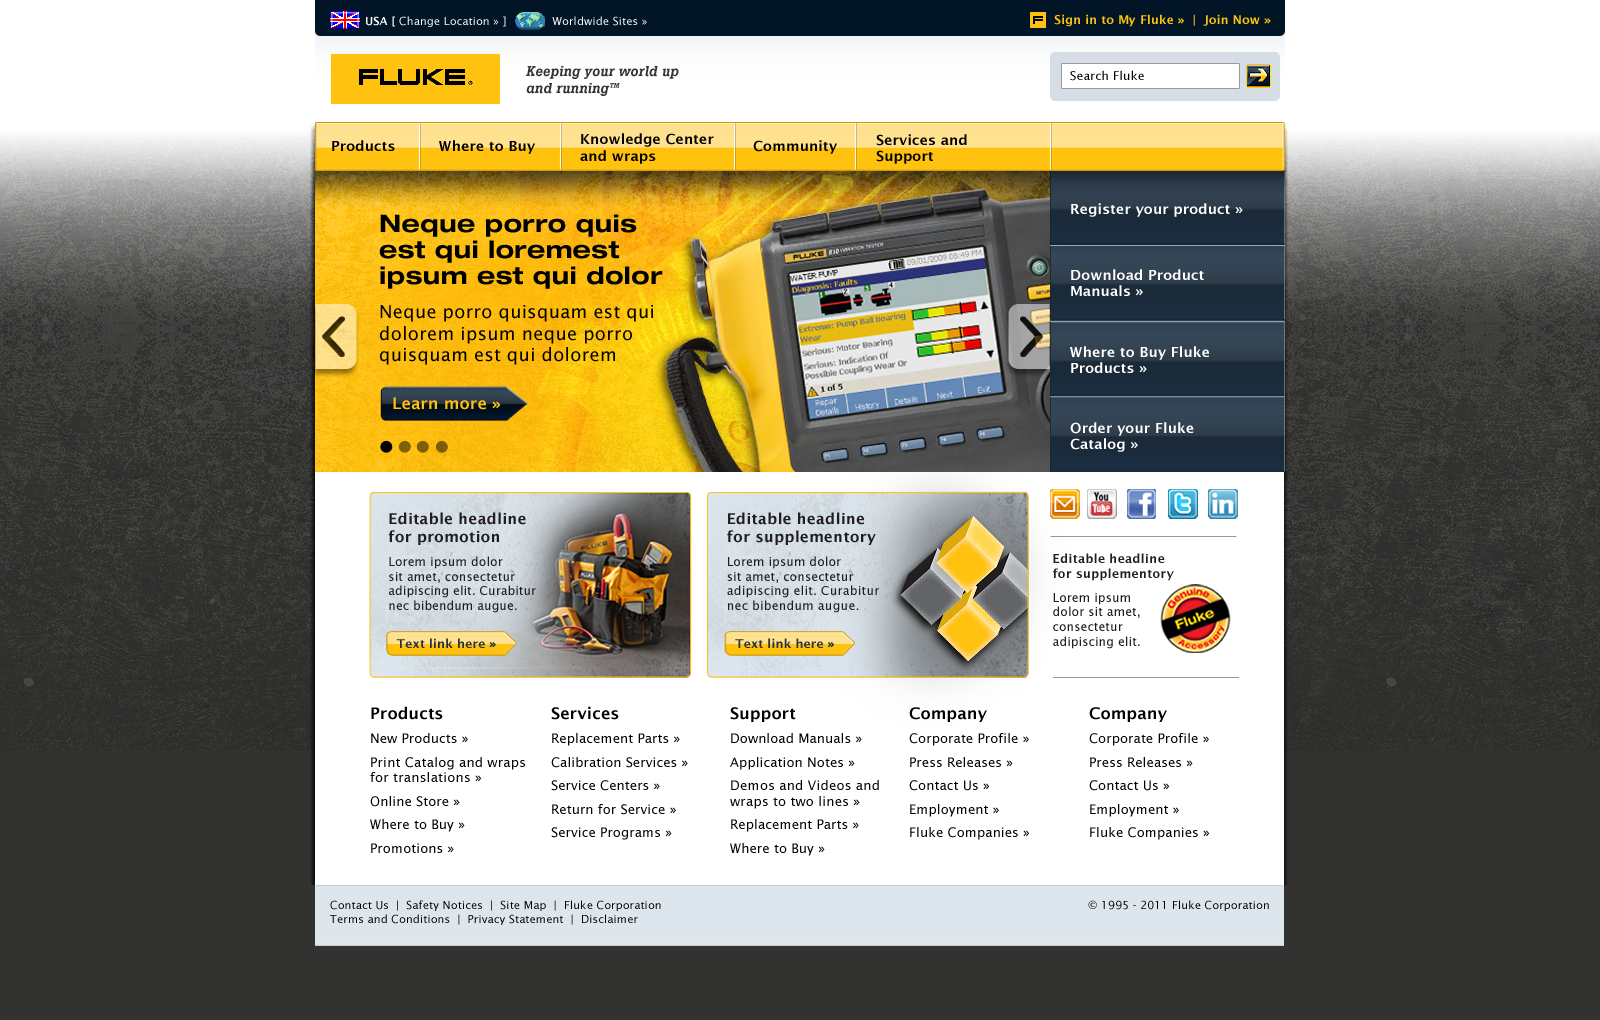 USA [ Change Location » ] Worldwide Sites »
Sign in to My Fluke » | Join Now »
FLUKE®
Keeping your world up
and running™
Search Fluke
Products
Where to Buy
Knowledge Center
and wraps
Community
Services and
Support
Neque porro quis
est qui loremest
ipsum est qui dolor
Neque porro quisquam est qui
dolorem ipsum neque porro
quisquam est qui dolorem
Learn more »
FLUKE 810 VIBRATION TESTER
09/01/2009 06:49 PM
WATER PUMP
Diagnosis: Faults
Extreme: Pump Ball Bearing
Wear
Serious: Motor Bearing
Serious: Indication Of
Possible Coupling Wear Or
1 of 5
Repair
Details
History
Details
Next
Exit
Register your product »
Download Product
Manuals »
Where to Buy Fluke
Products »
Order your Fluke
Catalog »
Editable headline
for promotion
Lorem ipsum dolor
sit amet, consectetur
adipiscing elit. Curabitur
nec bibendum augue.
Text link here »
FLUKE
FLUKE
Editable headline
for supplementory
Lorem ipsum dolor
sit amet, consectetur
adipiscing elit. Curabitur
nec bibendum augue.
Text link here »
You
Tube
f
t
in
Editable headline
for supplementory
Lorem ipsum
dolor sit amet,
consectetur
adipiscing elit.
Genuine
Fluke
Accessory
Products
New Products »
Print Catalog and wraps
for translations »
Online Store »
Where to Buy »
Promotions »
Services
Replacement Parts »
Calibration Services »
Service Centers »
Return for Service »
Service Programs »
Support
Download Manuals »
Application Notes »
Demos and Videos and
wraps to two lines »
Replacement Parts »
Where to Buy »
Company
Corporate Profile »
Press Releases »
Contact Us »
Employment »
Fluke Companies »
Company
Corporate Profile »
Press Releases »
Contact Us »
Employment »
Fluke Companies »
Contact Us | Safety Notices | Site Map | Fluke Corporation
Terms and Conditions | Privacy Statement | Disclaimer
© 1995 - 2011 Fluke Corporation